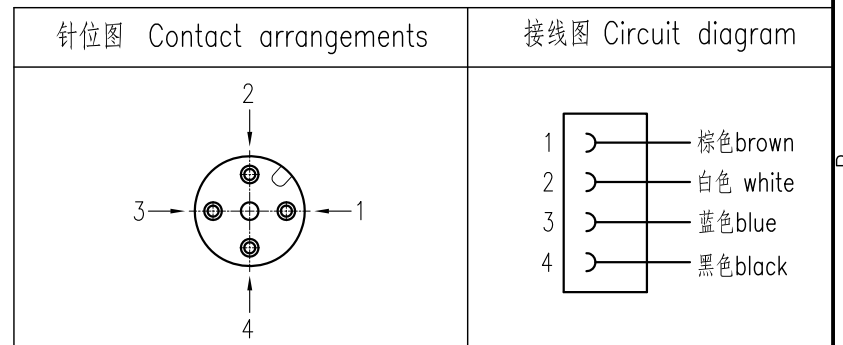 针位图 Contact arrangements
接线图 Circuit diagram
2
3
1
4
1 棕色brown
2 白色 white
3 蓝色blue
4 黑色black